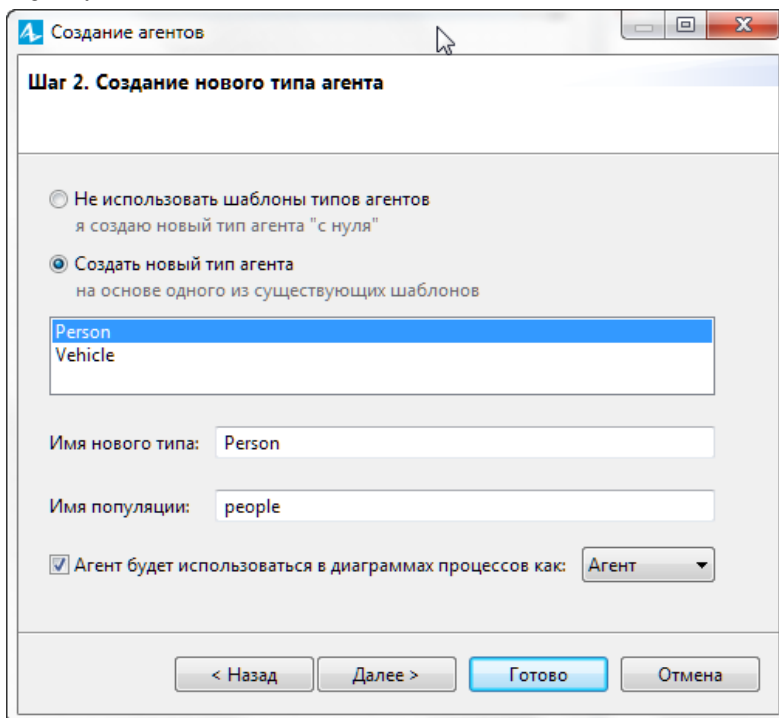 Создание агентов
Шаг 2. Создание нового типа агента
Не использовать шаблоны типов агентов
я создаю новый тип агента "с нуля"
Создать новый тип агента
на основе одного из существующих шаблонов
Person
Vehicle
Имя нового типа: Person
Имя популяции: people
Агент будет использоваться в диаграммах процессов как: Агент
< Назад Далее > Готово Отмена